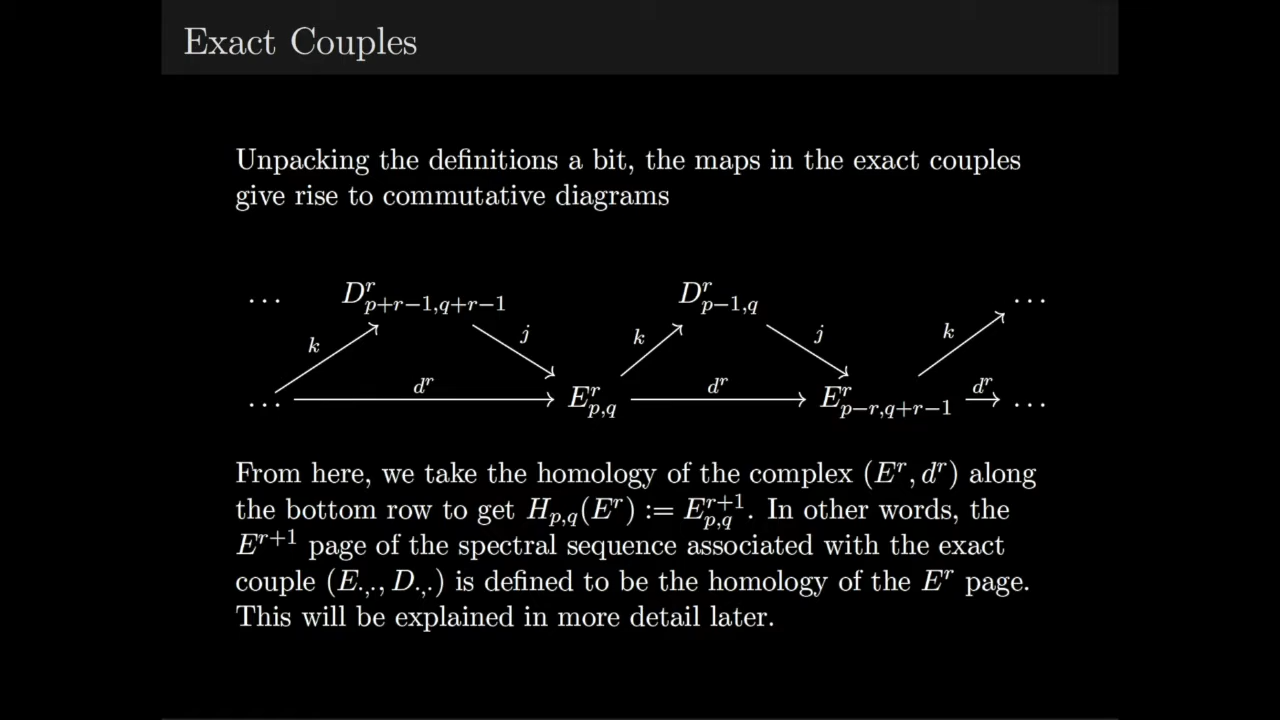 Exact Couples
Unpacking the definitions a bit, the maps in the exact couples
give rise to commutative diagrams
... D^r_{p+r−1,q+r−1} D^r_{p−1,q} ...
k j k j k
d^r d^r d^r
... E^r_{p,q} E^r_{p−r,q+r−1} ...
From here, we take the homology of the complex (E^r, d^r) along
the bottom row to get H_{p,q}(E^r) := E^{r+1}_{p,q}. In other words, the
E^{r+1} page of the spectral sequence associated with the exact
couple (E_{·,·}, D_{·,·}) is defined to be the homology of the E^r page.
This will be explained in more detail later.